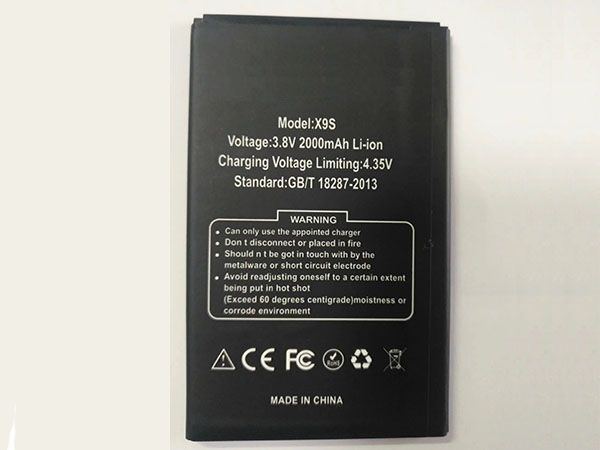 Model:X9S
Voltage:3.8V 2000mAh Li-ion
Charging Voltage Limiting:4.35V
Standard:GB/T 18287-2013
WARNING
• Can only use the appointed charger
• Don t disconnect or placed in fire
• Should n t be got in touch with by the
metalware or short circuit electrode
• Avoid readjusting oneself to a certain extent
being put in hot shot
(Exceed 60 degrees centigrade)moistness or
corrode environment
CE FC RoHS
MADE IN CHINA